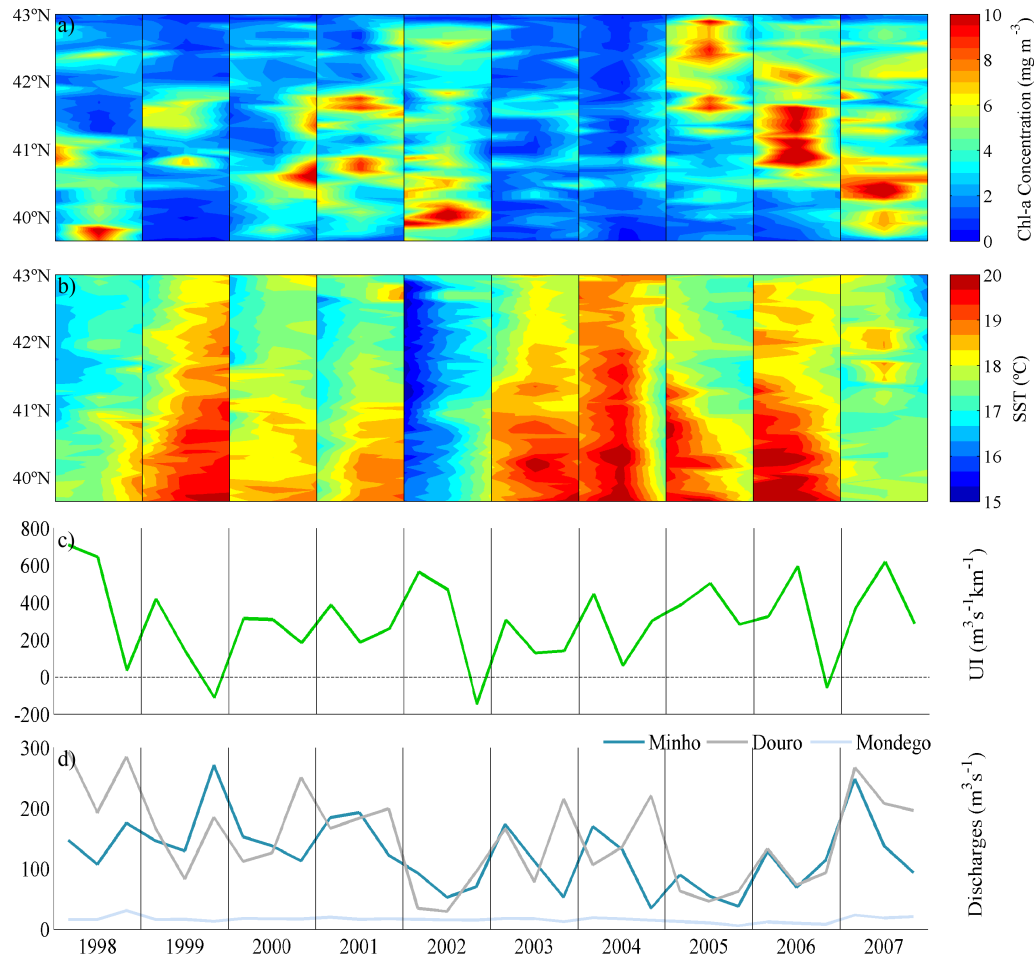 a)
43ºN
42ºN
41ºN
40ºN
10
8
6
4
2
0
Chl-a Concentration (mg m⁻³)
b)
43ºN
42ºN
41ºN
40ºN
20
19
18
17
16
15
SST (ºC)
c)
800
600
400
200
0
-200
UI (m³s⁻¹km⁻¹)
d)
Minho
Douro
Mondego
300
200
100
0
Discharges (m³s⁻¹)
1998
1999
2000
2001
2002
2003
2004
2005
2006
2007